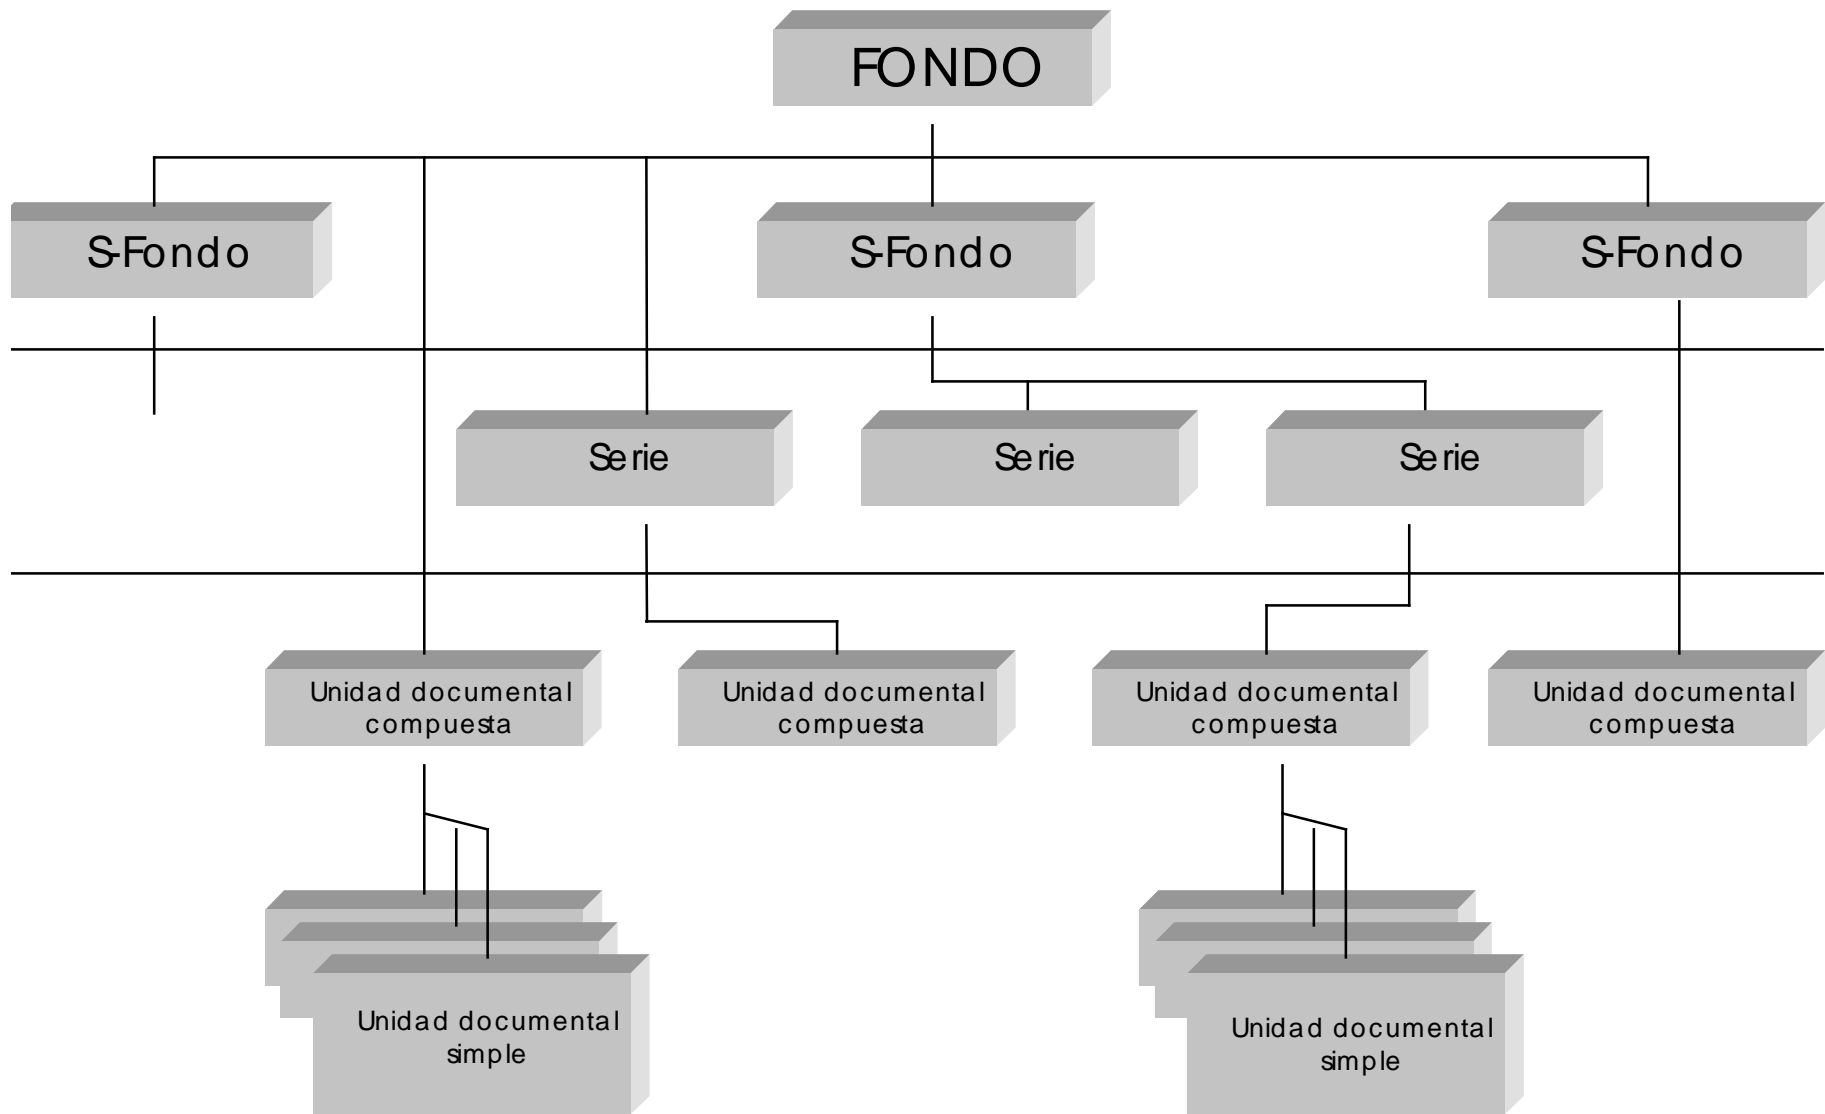 FONDO
S-Fondo
S-Fondo
S-Fondo
Serie
Serie
Serie
Unidad documental
compuesta
Unidad documental
compuesta
Unidad documental
compuesta
Unidad documental
compuesta
Unidad documental
simple
Unidad documental
simple